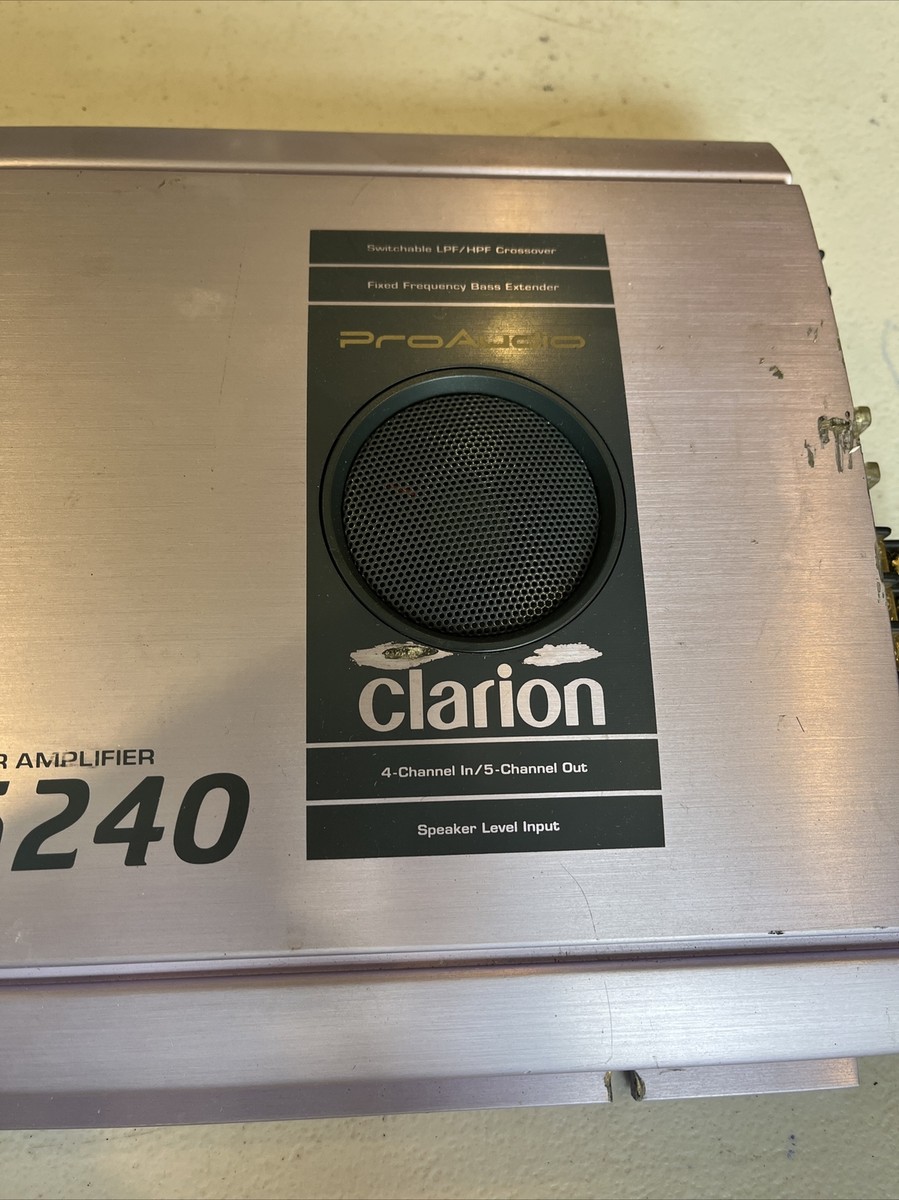 Switchable LPF/HPF Crossover
Fixed Frequency Bass Extender
ProAudio
clarion
R AMPLIFIER
5240
4-Channel In/5-Channel Out
Speaker Level Input